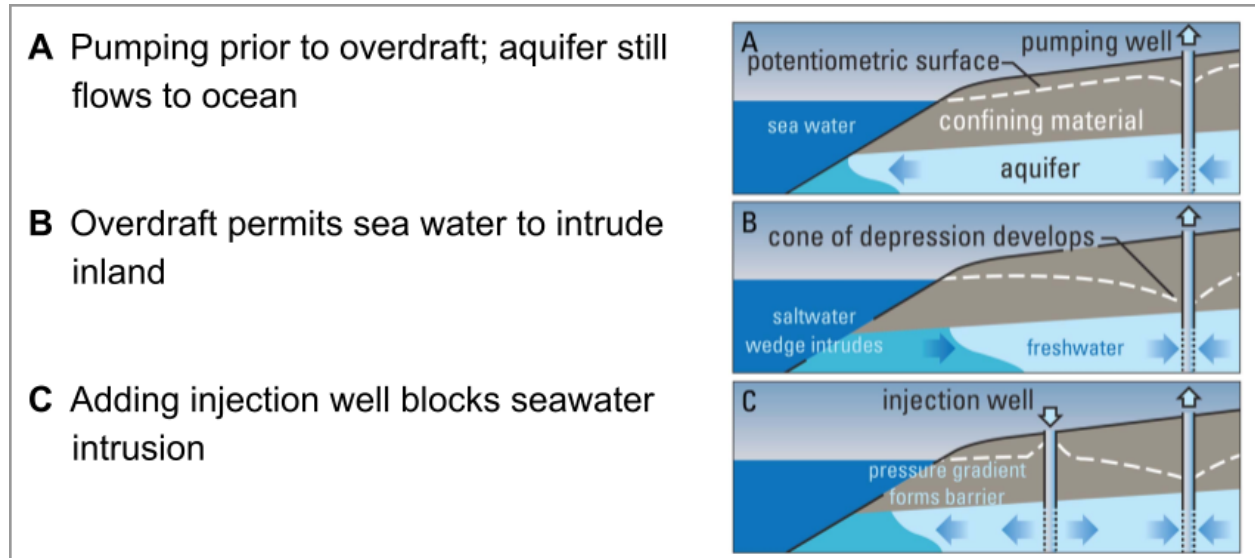 A Pumping prior to overdraft; aquifer still
flows to ocean
B Overdraft permits sea water to intrude
inland
C Adding injection well blocks seawater
intrusion
A
pumping well
potentiometric surface
sea water
confining material
aquifer
B
cone of depression develops
saltwater
wedge intrudes
freshwater
C
injection well
pressure gradient
forms barrier